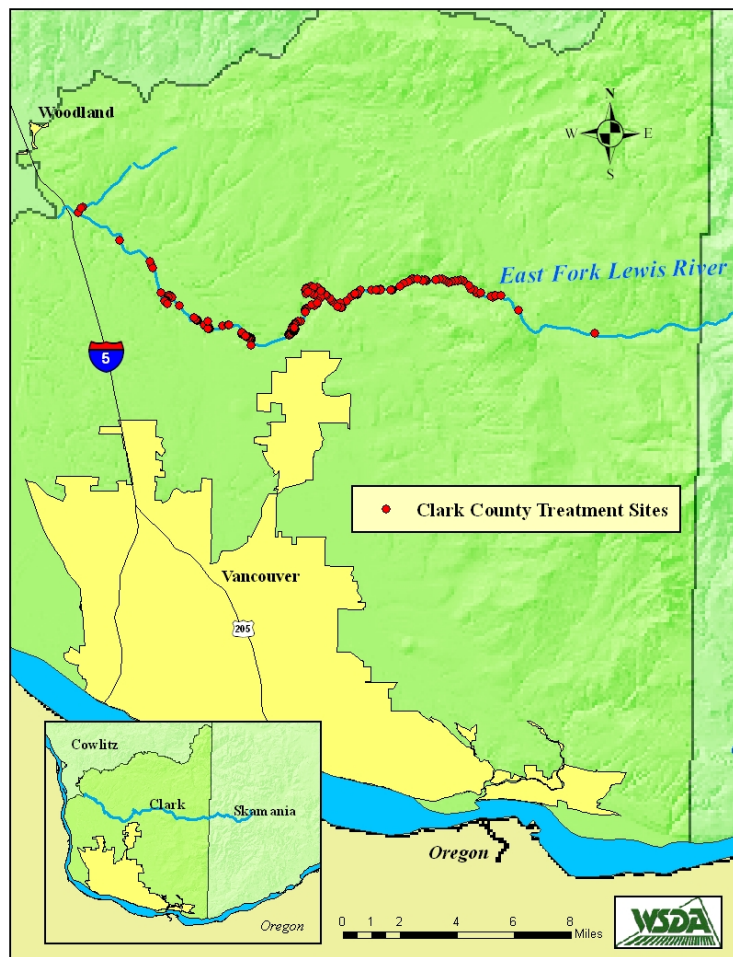 Woodland
N
W E
S
East Fork Lewis River
5
Clark County Treatment Sites
Vancouver
205
Cowlitz
Clark
Skamania
Oregon
Oregon
0 1 2 4 6 8
Miles
WSDA